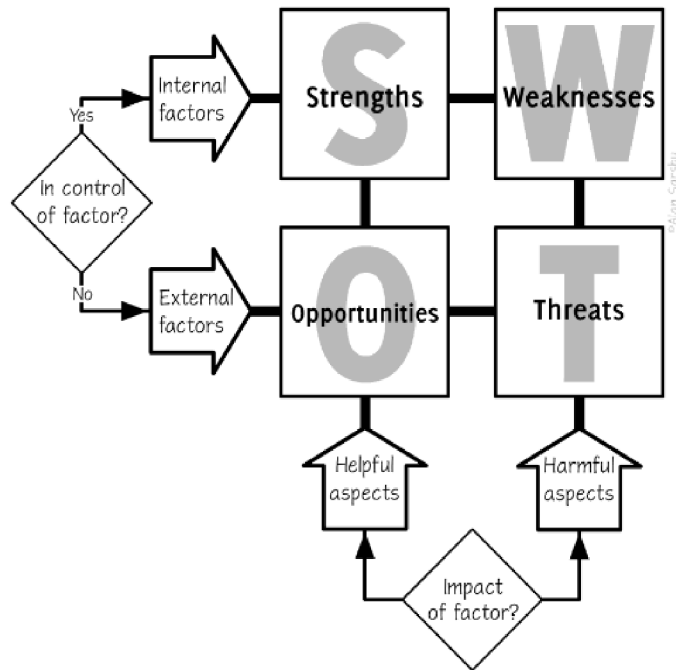 Internal
factors
S
Strengths
W
Weaknesses
Yes
In control
of factor?
No
External
factors
O
Opportunities
T
Threats
Helpful
aspects
Harmful
aspects
Impact
of factor?